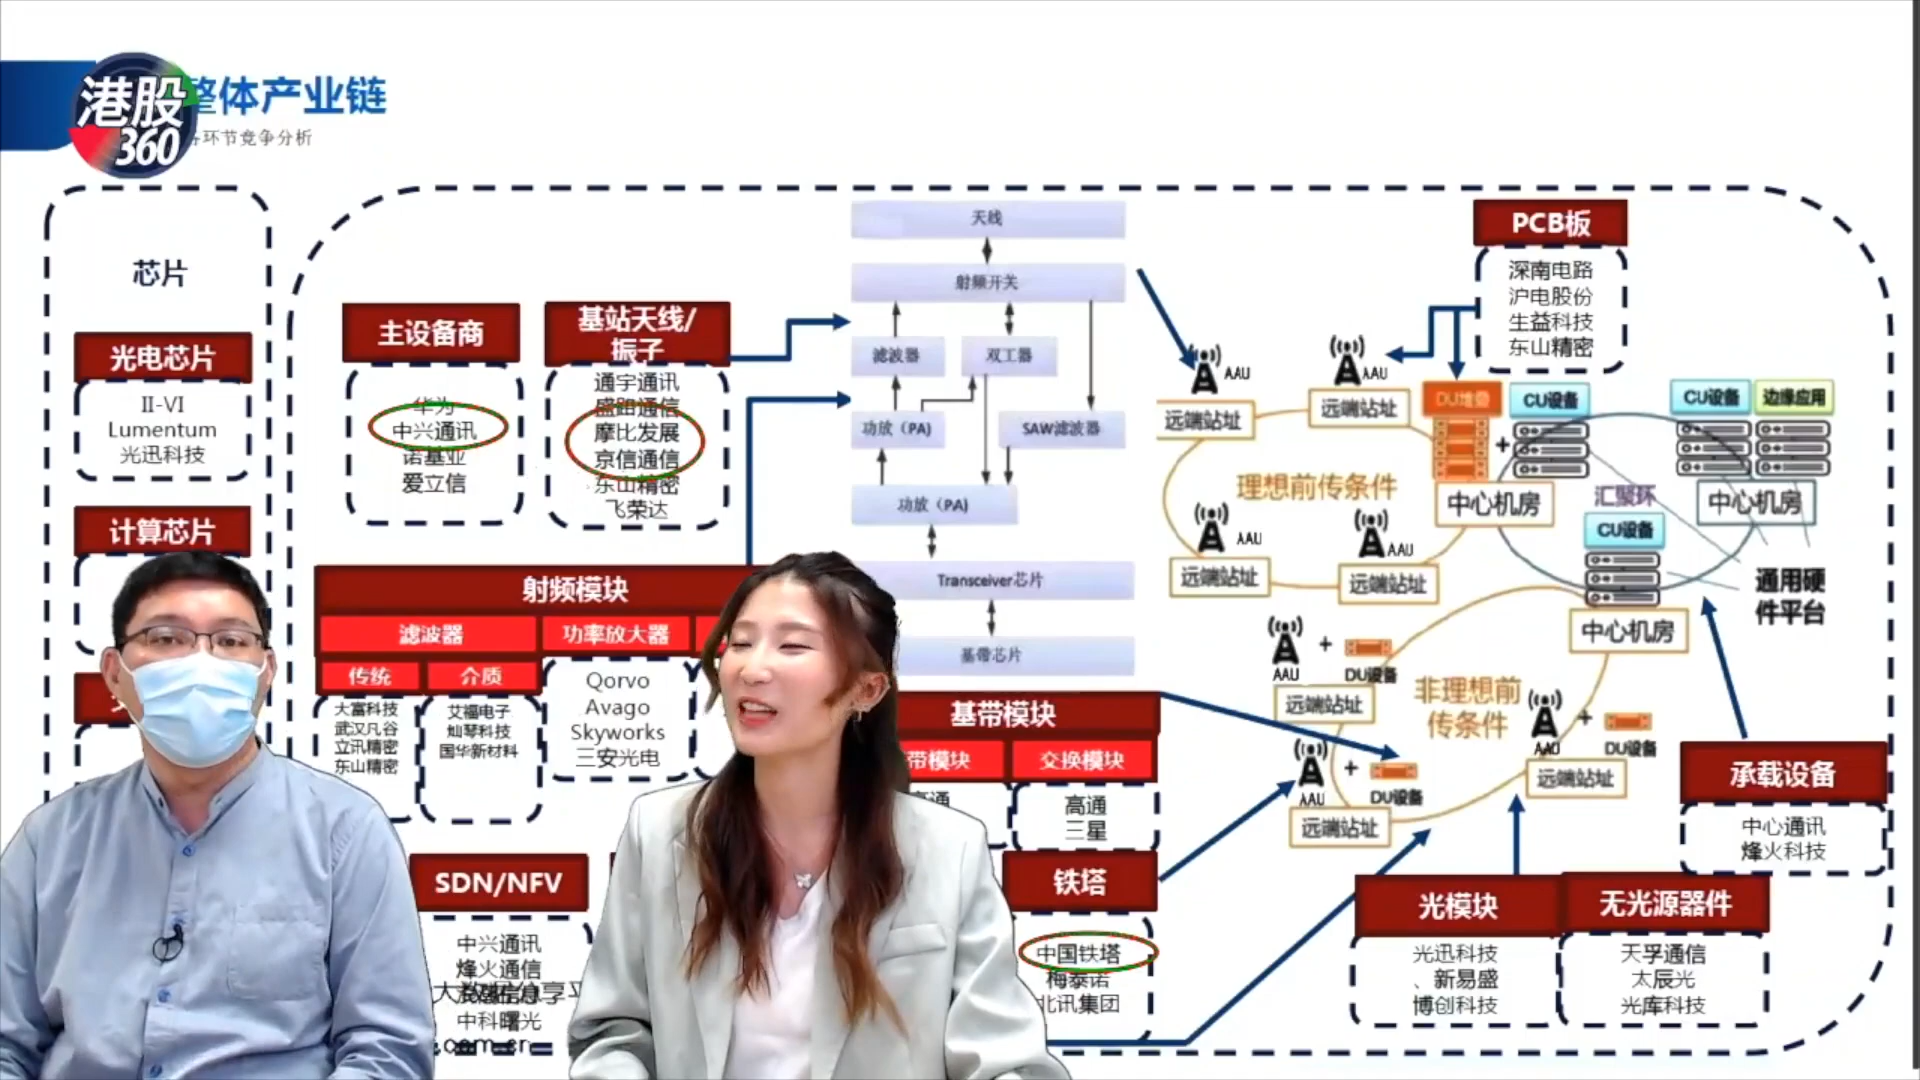 港股
360
整体产业链
环节竞争分析
芯片
光电芯片
II-VI
Lumentum
光迅科技
计算芯片
主设备商
华为
中兴通讯
诺基亚
爱立信
基站天线/
振子
通宇通讯
盛路通信
摩比发展
京信通信
东山精密
飞荣达
射频模块
滤波器
功率放大器
传统
介质
大富科技
武汉凡谷
立讯精密
东山精密
艾福电子
灿琴科技
国华新材料
Qorvo
Avago
Skyworks
三安光电
SDN/NFV
中兴通讯
烽火通信
中科曙光
.com.cn
天线
射频开关
滤波器
双工器
功放（PA)
SAW滤波器
功放（PA)
Transceiver芯片
基带芯片
基带模块
带模块
交换模块
高通
三星
铁塔
中国铁塔
梅泰诺
北讯集团
PCB板
深南电路
沪电股份
生益科技
东山精密
AAU
远端站址
AAU
远端站址
DU堆叠
+
CU设备
中心机房
CU设备
边缘应用
中心机房
理想前传条件
汇聚环
CU设备
中心机房
AAU
远端站址
AAU
远端站址
通用硬
件平台
AAU
+
DU设备
远端站址
非理想前
传条件
AAU
+
DU设备
远端站址
AAU
+
DU设备
远端站址
承载设备
中心通讯
烽火科技
光模块
光迅科技
、新易盛
博创科技
无光源器件
天孚通信
太辰光
光库科技